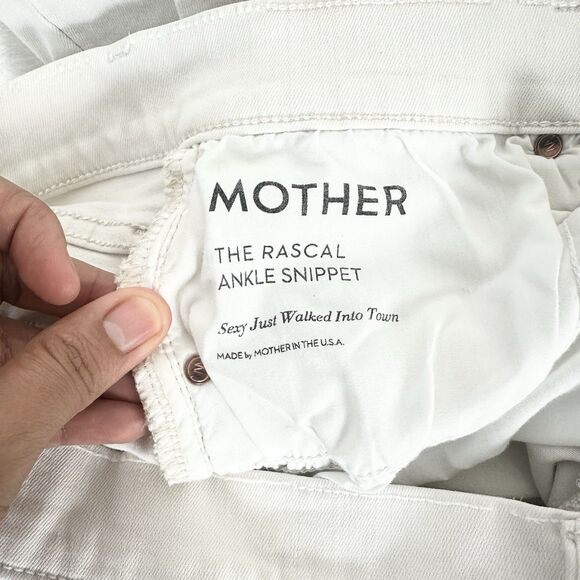 MOTHER
THE RASCAL
ANKLE SNIPPET
Sexy Just Walked Into Town
MADE by MOTHER IN THE U.S.A.